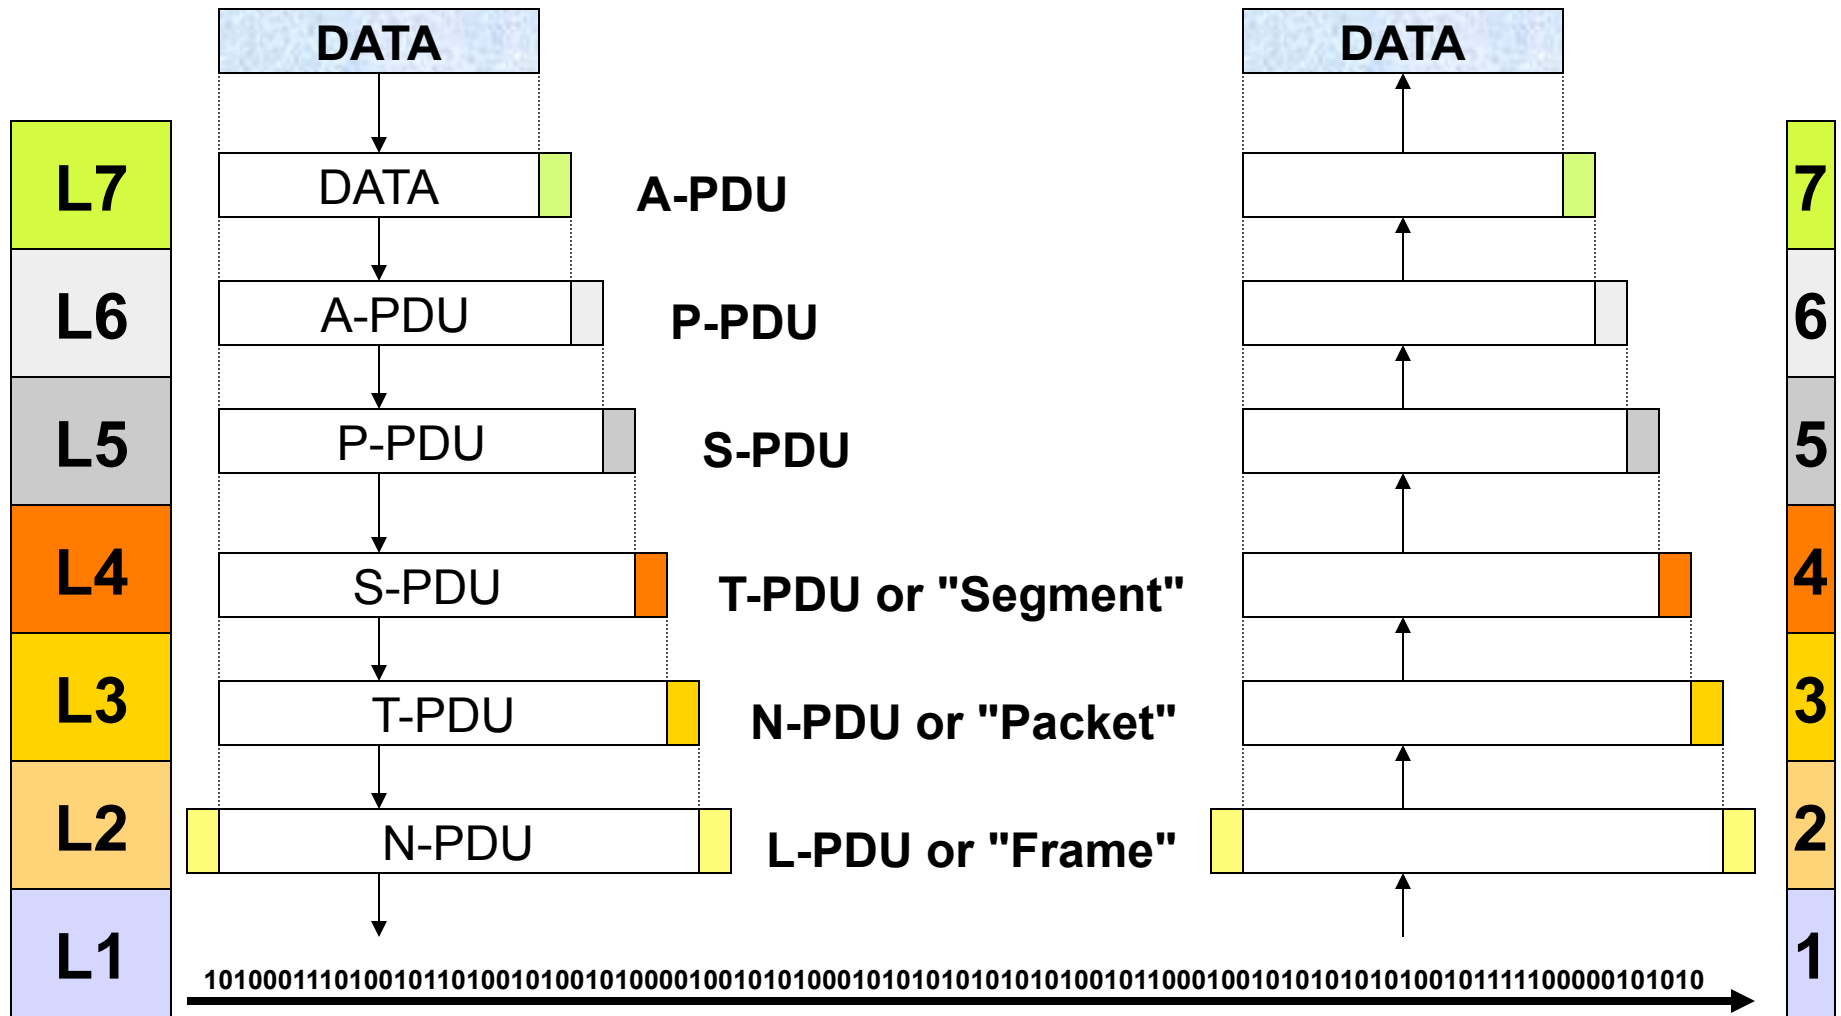 DATA DATA
L7 DATA A-PDU 7
L6 A-PDU P-PDU 6
L5 P-PDU S-PDU 5
L4 S-PDU T-PDU or "Segment" 4
L3 T-PDU N-PDU or "Packet" 3
L2 N-PDU L-PDU or "Frame" 2
L1 1
101000111010010110100101001010000100101010001010101010101010010110001001010101010100101111100000101010